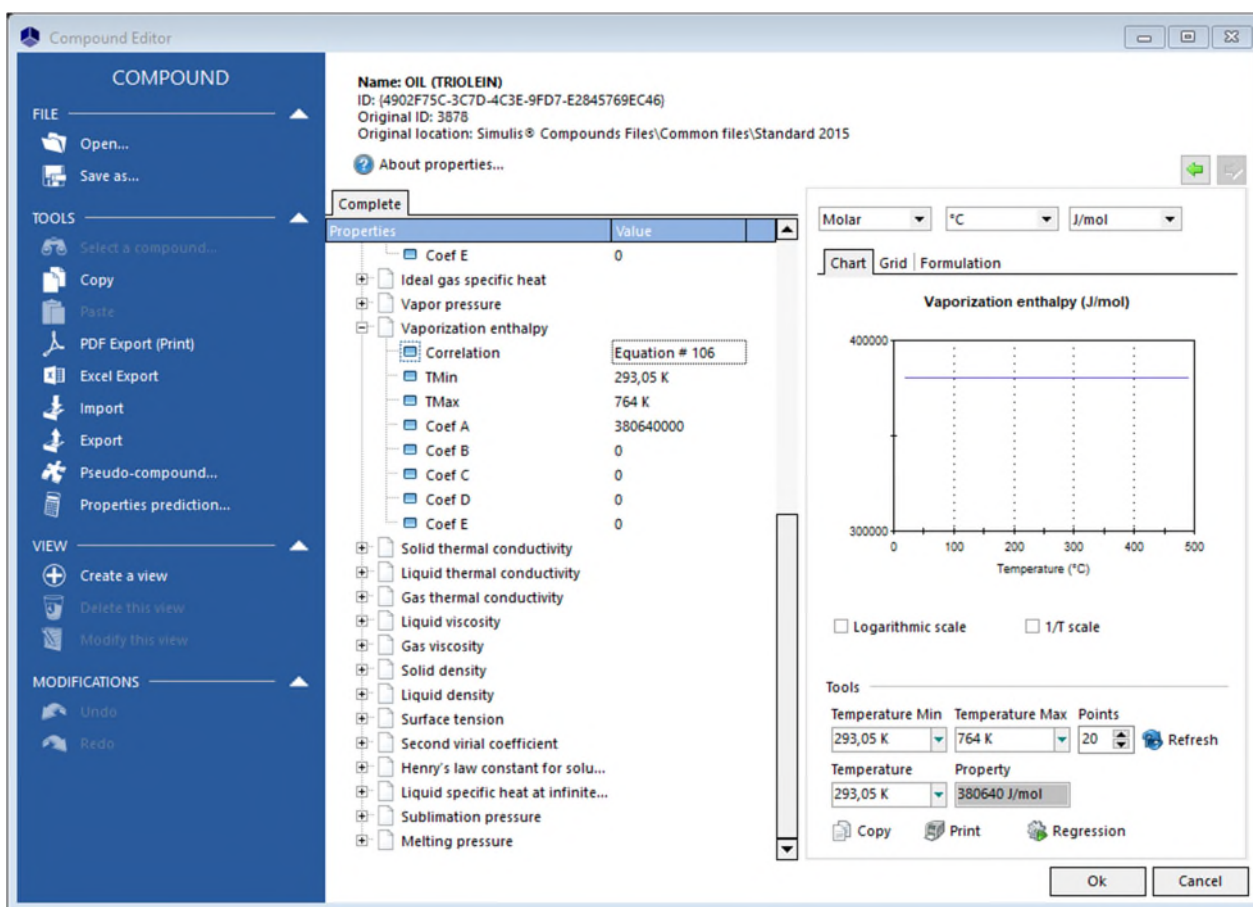 Compound Editor
COMPOUND
FILE
Open...
Save as...
TOOLS
Select a compound...
Copy
Paste
PDF Export (Print)
Excel Export
Import
Export
Pseudo-compound...
Properties prediction...
VIEW
Create a view
Delete this view
Modify this view
MODIFICATIONS
Undo
Redo
Name: OIL (TRIOLEIN)
ID: {4902F75C-3C7D-4C3E-9FD7-E2845769EC46}
Original ID: 3878
Original location: Simulis® Compounds Files\Common files\Standard 2015
About properties...
Complete
Properties Value
Coef E 0
Ideal gas specific heat
Vapor pressure
Vaporization enthalpy
Correlation Equation # 106
TMin 293,05 K
TMax 764 K
Coef A 380640000
Coef B 0
Coef C 0
Coef D 0
Coef E 0
Solid thermal conductivity
Liquid thermal conductivity
Gas thermal conductivity
Liquid viscosity
Gas viscosity
Solid density
Liquid density
Surface tension
Second virial coefficient
Henry's law constant for solu...
Liquid specific heat at infinite...
Sublimation pressure
Melting pressure
Molar °C J/mol
Chart Grid Formulation
Vaporization enthalpy (J/mol)
400000
300000
0 100 200 300 400 500
Temperature (°C)
Logarithmic scale 1/T scale
Tools
Temperature Min Temperature Max Points
293,05 K 764 K 20 Refresh
Temperature Property
293,05 K 380640 J/mol
Copy Print Regression
Ok Cancel